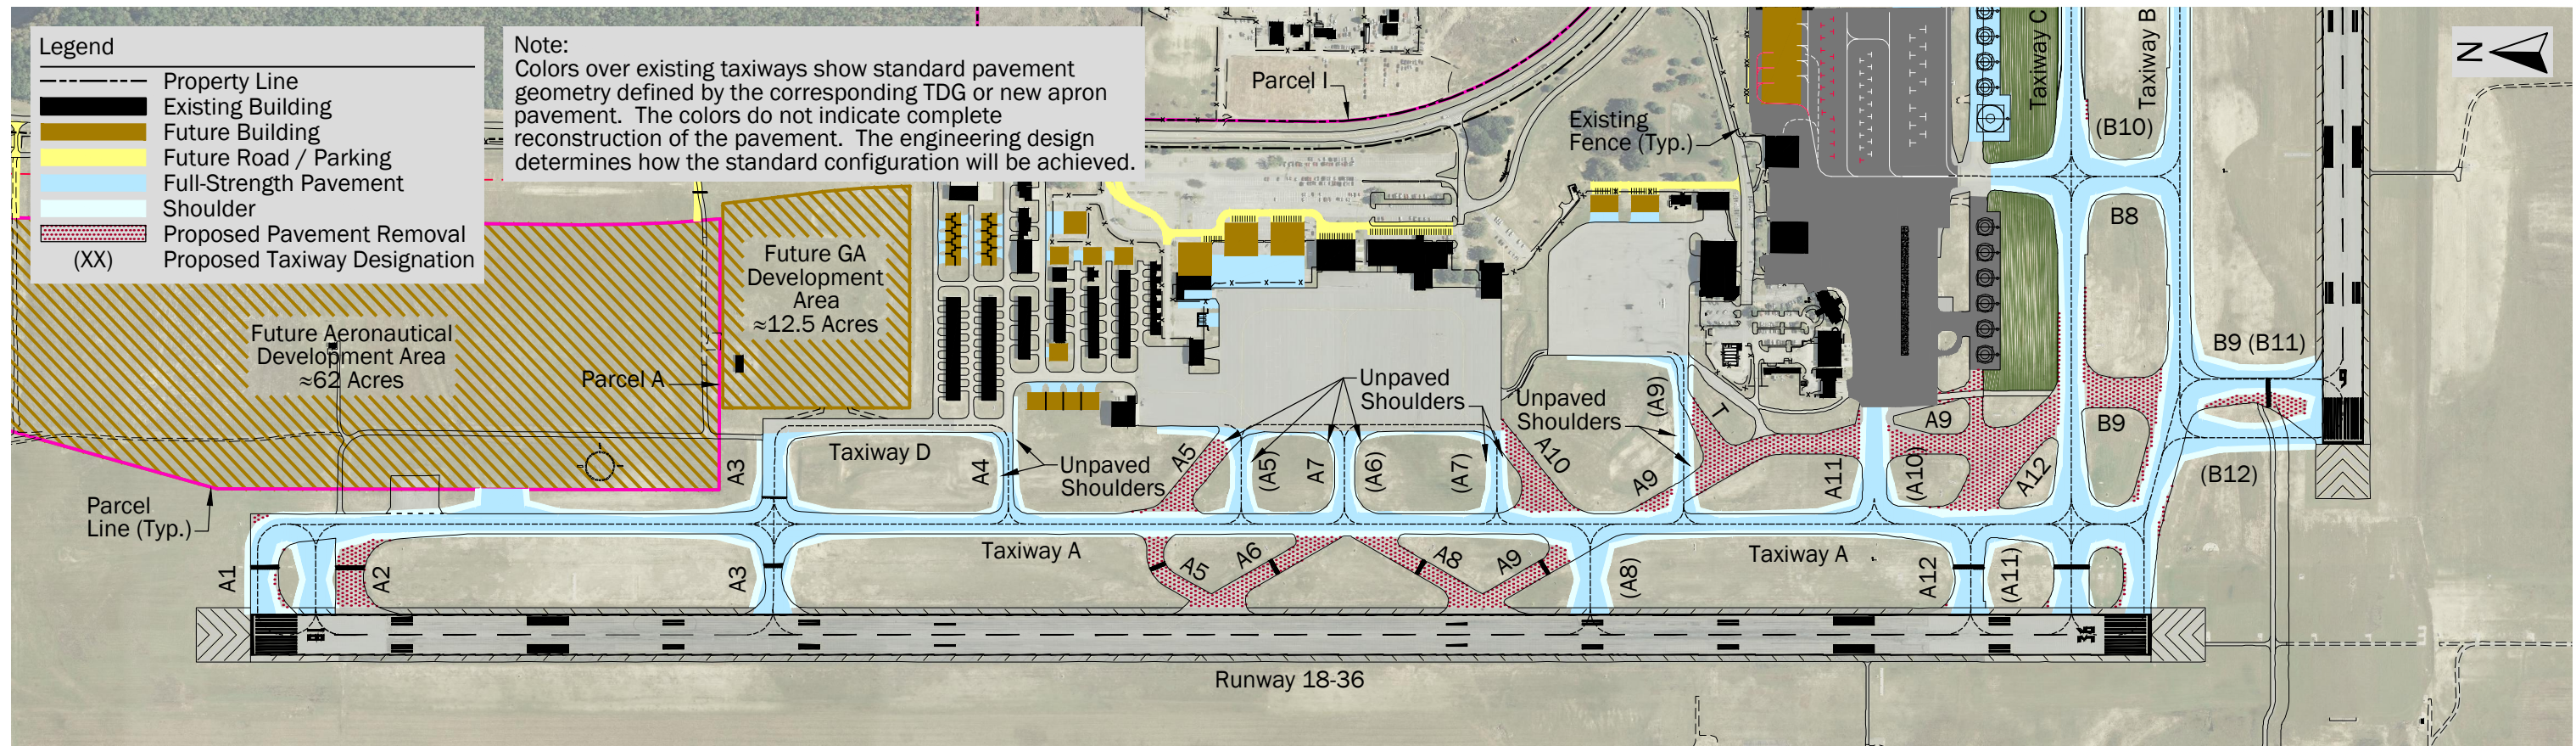 Legend
Property Line
Existing Building
Future Building
Future Road / Parking
Full-Strength Pavement
Shoulder
Proposed Pavement Removal
(XX) Proposed Taxiway Designation
Note:
Colors over existing taxiways show standard pavement
geometry defined by the corresponding TDG or new apron
pavement. The colors do not indicate complete
reconstruction of the pavement. The engineering design
determines how the standard configuration will be achieved.
Parcel I
Existing
Fence (Typ.)
Taxiway C
Taxiway B
N
(B10)
B8
Future GA
Development
Area
≈12.5 Acres
Future Aeronautical
Development Area
≈62 Acres
Parcel A
Unpaved
Shoulders
Unpaved
Shoulders
(A9)
T
A9
B9
B9 (B11)
9
Parcel
Line (Typ.)
A3
Taxiway D
A4
Unpaved
Shoulders
A5
(A5)
A7
(A6)
(A7)
A10
A9
A11
(A10)
A12
(B12)
A1
A2
A3
Taxiway A
A5
A6
A8
A9
(A8)
Taxiway A
A12
(A11)
18
36
Runway 18-36